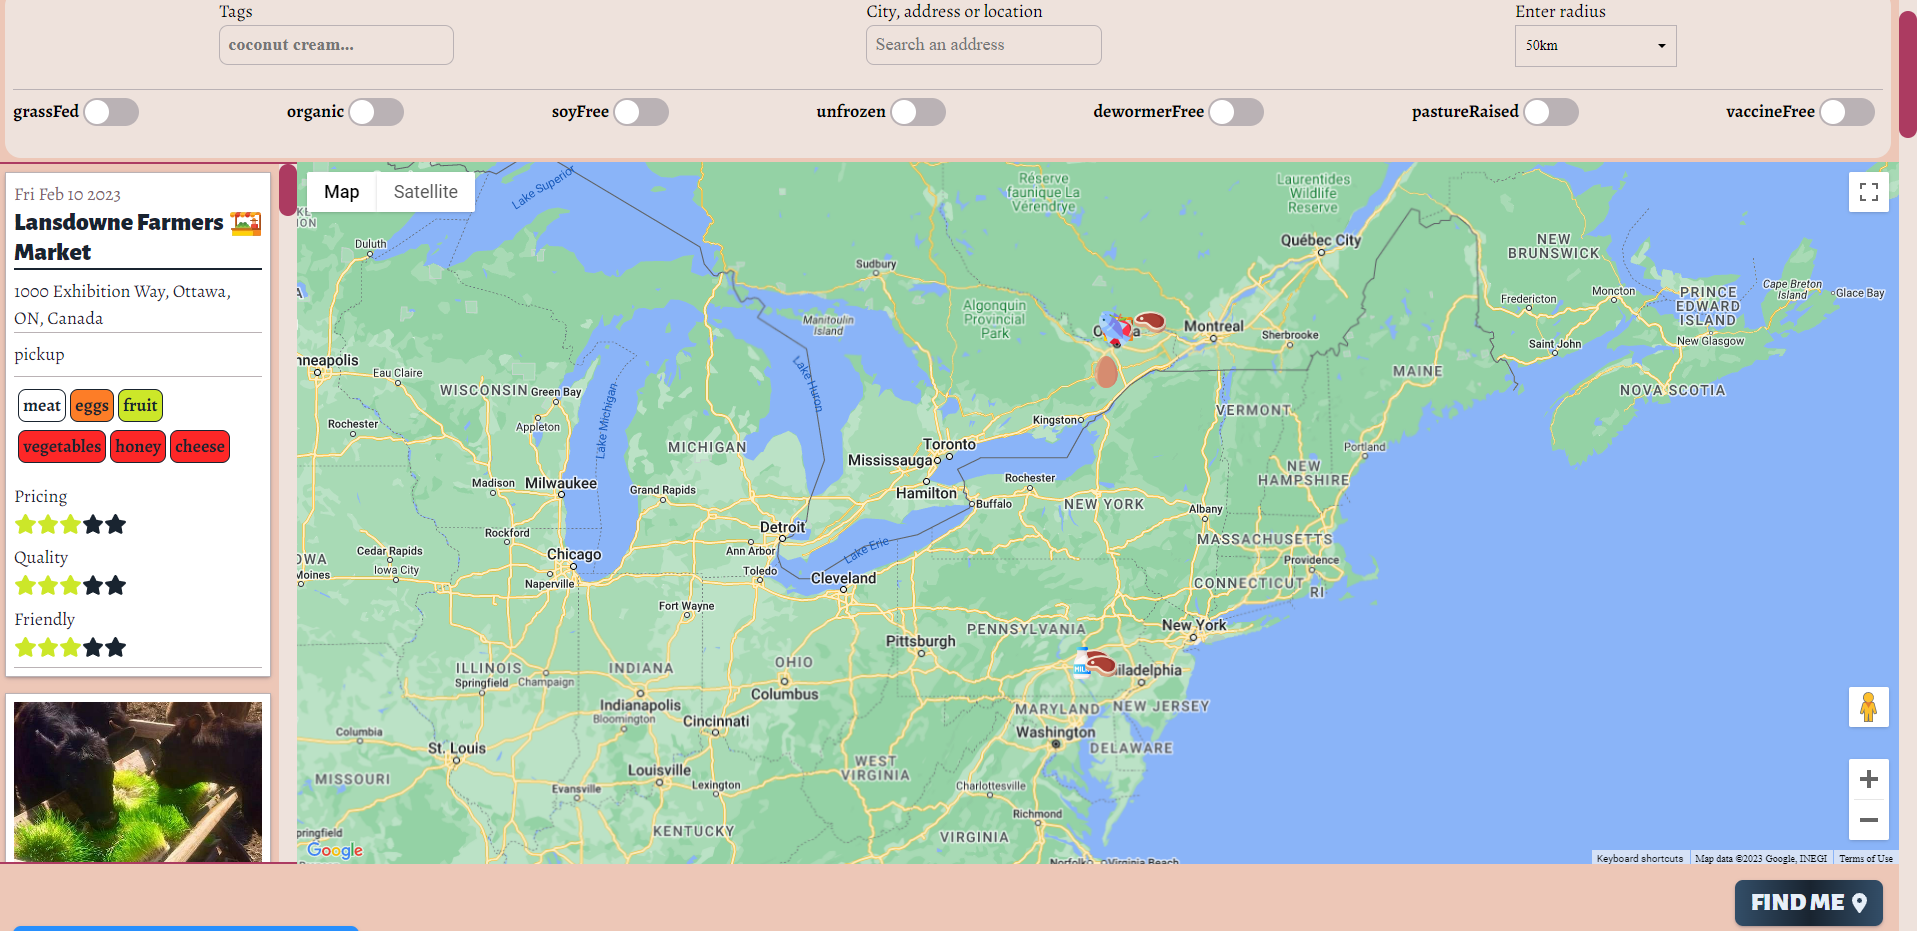 Tags
City, address or location
Enter radius
coconut cream...
Search an address
50km
grassFed
organic
soyFree
unfrozen
dewormerFree
pastureRaised
vaccineFree
Fri Feb 10 2023
Lansdowne Farmers
Market
1000 Exhibition Way, Ottawa,
ON, Canada
pickup
meat eggs fruit
vegetables honey cheese
Pricing
Quality
Friendly
Map
Satellite
Lake Superior
Réserve
faunique La
Vérendrye
Laurentides
Wildlife
Reserve
ION
Duluth
Québec City
NEW
BRUNSWICK
Sudbury
Algonquin
Provincial
Park
Manitoulin
Island
Montreal
Sherbrooke
Fredericton
Moncton
PRINCE
EDWARD
ISLAND
Cape Breton
Island
Glace Bay
New Glasgow
Saint John
NOVA SCOTIA
MAINE
nneapolis
Eau Claire
WISCONSIN
Green Bay
Appleton
Rochester
Lake Michigan
Lake Huron
MICHIGAN
Kingston
Toronto
Mississauga
Hamilton
VERMONT
Portland
NEW
HAMPSHIRE
Madison
Milwaukee
Grand Rapids
Rochester
Buffalo
NEW YORK
Albany
Rockford
Detroit
MASSACHUSETTS
OWA
Cedar Rapids
Chicago
Ann Arbor
Lake Erie
Providence
Moines
Iowa City
Naperville
Toledo
Cleveland
CONNECTICUT
RI
Fort Wayne
Pittsburgh
PENNSYLVANIA
New York
ILLINOIS
INDIANA
OHIO
MILK
iladelphia
Springfield
Champaign
Columbus
Indianapolis
MARYLAND
NEW JERSEY
Bloomington
Cincinnati
Columbia
Washington
St. Louis
DELAWARE
MISSOURI
Louisville
WEST
VIRGINIA
Evansville
Lexington
Charlottesville
Richmond
pringfield
KENTUCKY
VIRGINIA
Google
Norfolk
Virginia Beach
Keyboard shortcuts
Map data ©2023 Google, INEGI
Terms of Use
FIND ME